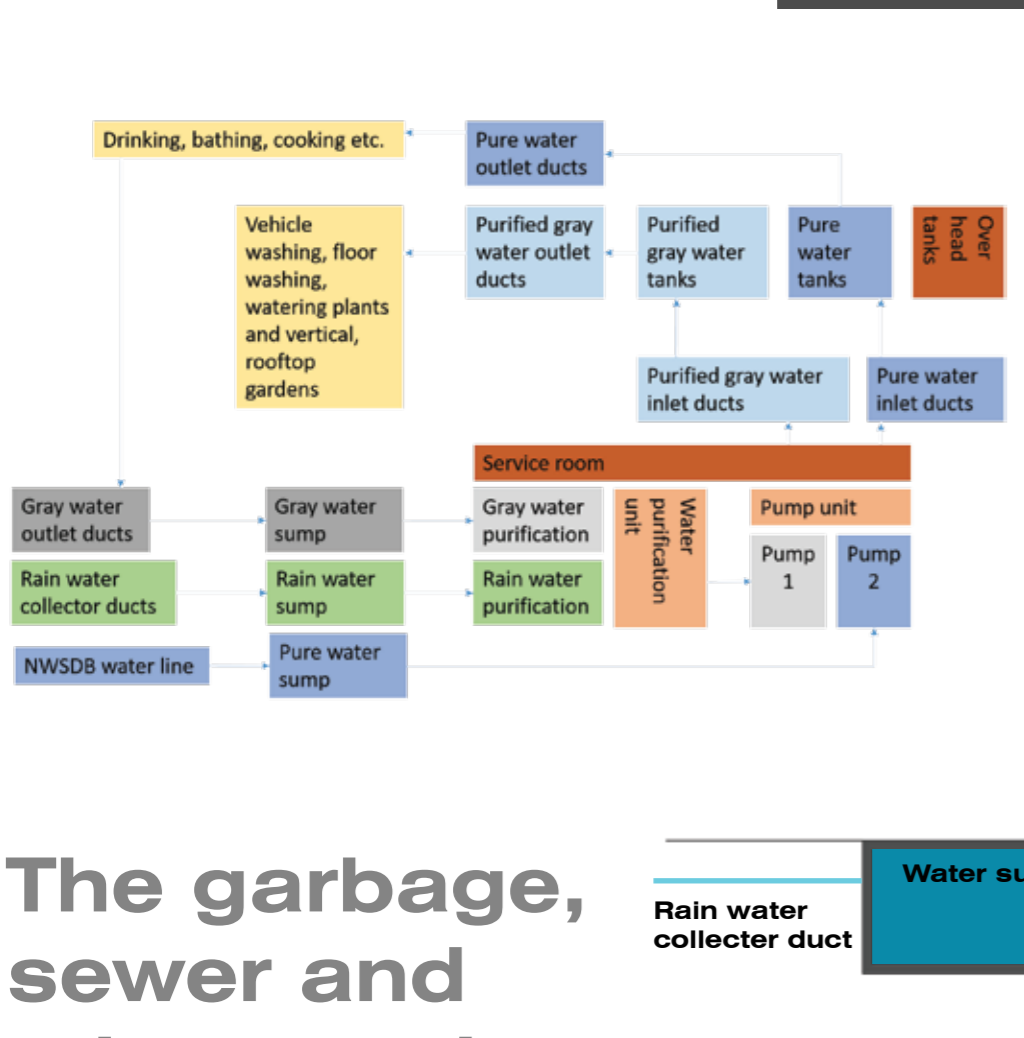 Drinking, bathing, cooking etc.
Pure water
outlet ducts
Vehicle
washing, floor
washing,
watering plants
and vertical,
rooftop
gardens
Purified gray
water outlet
ducts
Purified
gray water
tanks
Pure
water
tanks
Over
head
tanks
Purified gray water
inlet ducts
Pure water
inlet ducts
Service room
Gray water
outlet ducts
Gray water
sump
Gray water
purification
Water
purification
unit
Pump unit
Pump
1
Pump
2
Rain water
collector ducts
Rain water
sump
Rain water
purification
NWSDB water line
Pure water
sump
The garbage,
sewer and
Water su
Rain water
collecter duct